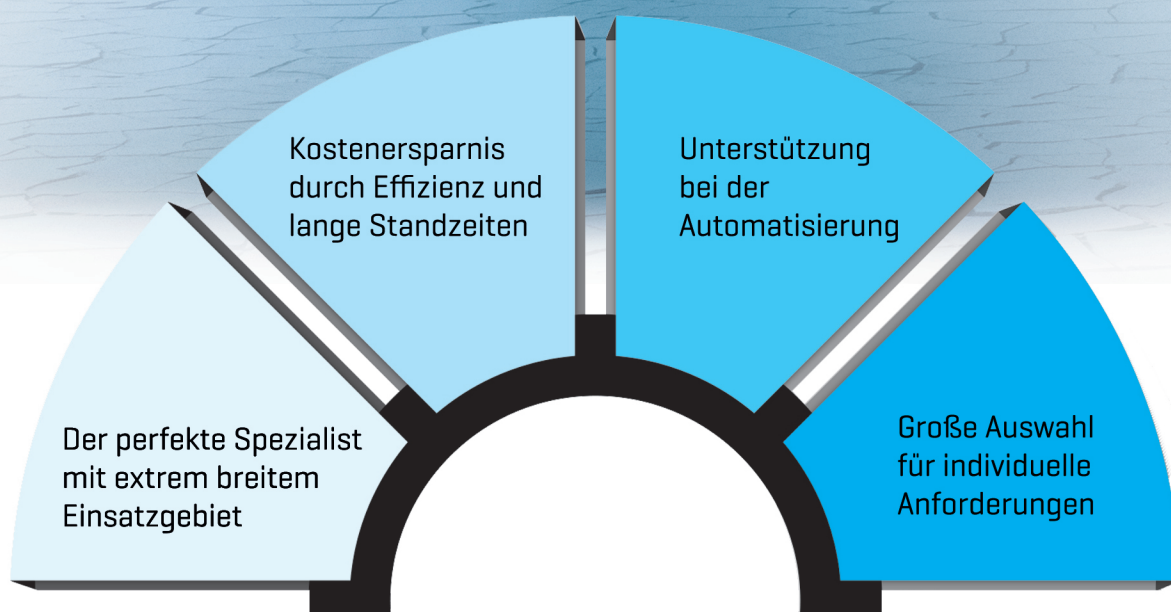 Der perfekte Spezialist
mit extrem breitem
Einsatzgebiet
Kostenersparnis
durch Effizienz und
lange Standzeiten
Unterstützung
bei der
Automatisierung
Große Auswahl
für individuelle
Anforderungen